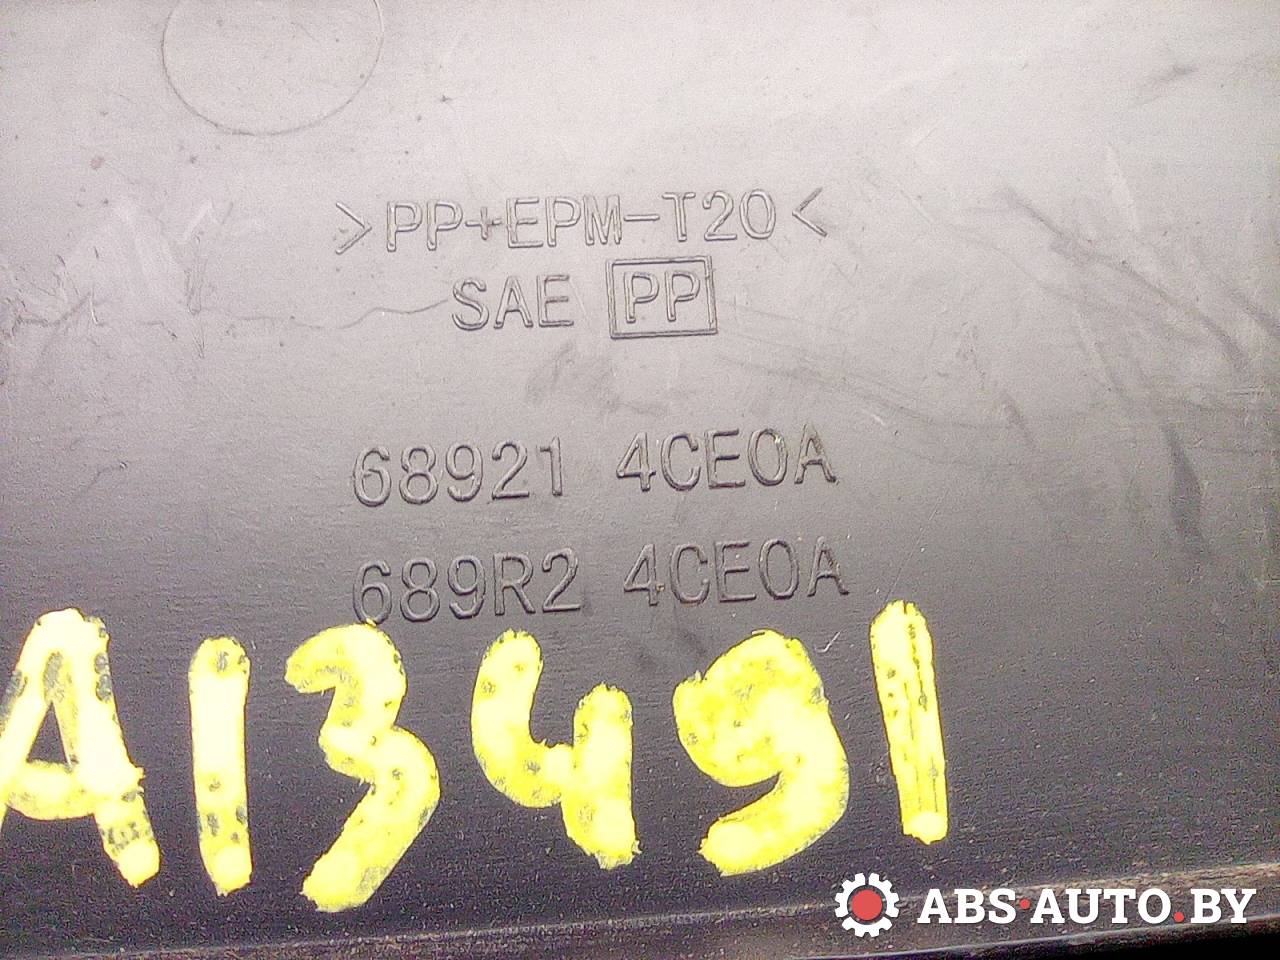 >PP+EPM-T20<
SAE PP
68921 4CE0A
689R2 4CE0A
A13491
ABS·AUTO.BY